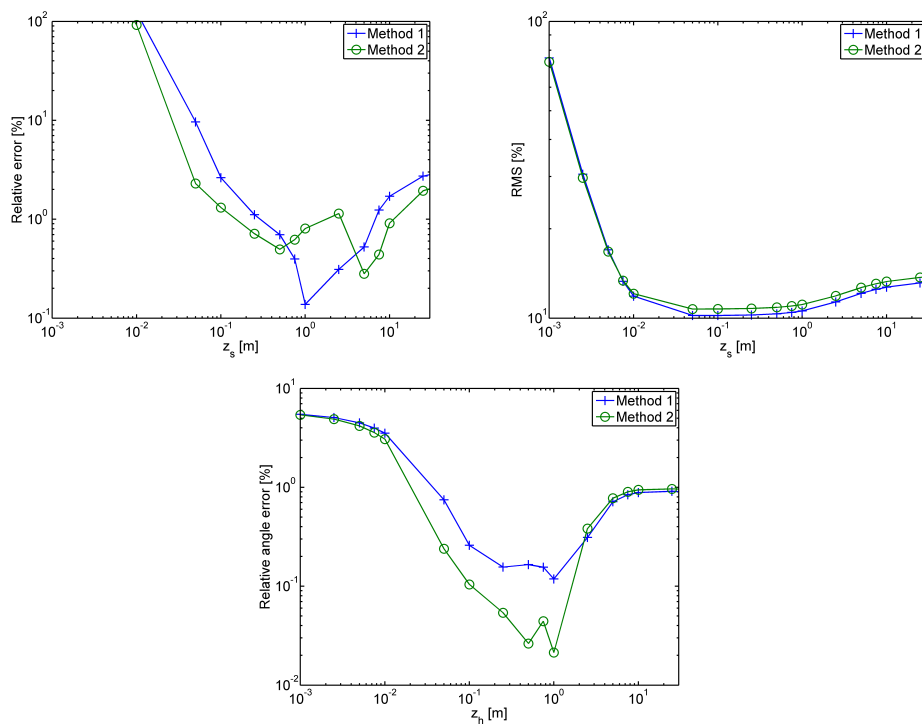 10^2
10^1
10^0
10^-1
Relative error [%]
10^-3
10^-2
10^-1
10^0
10^1
z_s [m]
Method 1
Method 2
10^2
10^1
RMS [%]
10^-3
10^-2
10^-1
10^0
10^1
z_s [m]
Method 1
Method 2
10^1
10^0
10^-1
10^-2
Relative angle error [%]
10^-3
10^-2
10^-1
10^0
10^1
z_h [m]
Method 1
Method 2